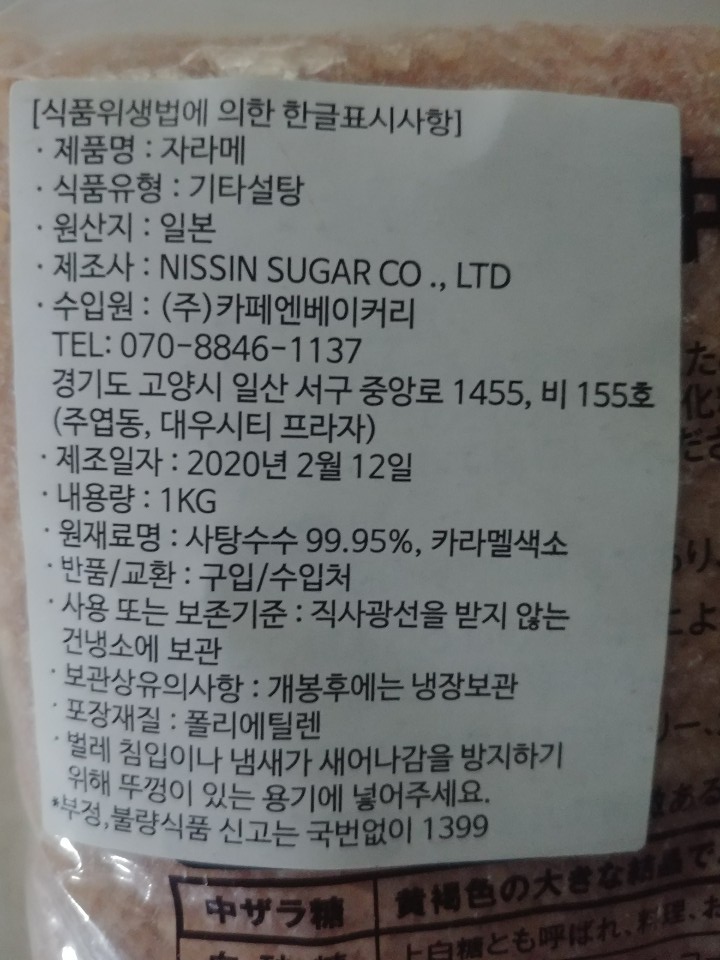 [식품위생법에 의한 한글표시사항]
· 제품명 : 자라메
· 식품유형 : 기타설탕
· 원산지 : 일본
· 제조사 : NISSIN SUGAR CO ., LTD
· 수입원 : (주)카페엔베이커리
TEL: 070-8846-1137
경기도 고양시 일산 서구 중앙로 1455, 비 155호
(주엽동, 대우시티 프라자)
· 제조일자 : 2020년 2월 12일
· 내용량 : 1KG
· 원재료명 : 사탕수수 99.95%, 카라멜색소
· 반품/교환 : 구입/수입처
· 사용 또는 보존기준 : 직사광선을 받지 않는
건냉소에 보관
· 보관상유의사항 : 개봉후에는 냉장보관
· 포장재질 : 폴리에틸렌
· 벌레 침입이나 냄새가 새어나감을 방지하기
위해 뚜껑이 있는 용기에 넣어주세요.
*부정,불량식품 신고는 국번없이 1399
中ザラ糖 黄褐色の大きな結晶で
上白糖とも呼ばれ、料理、お